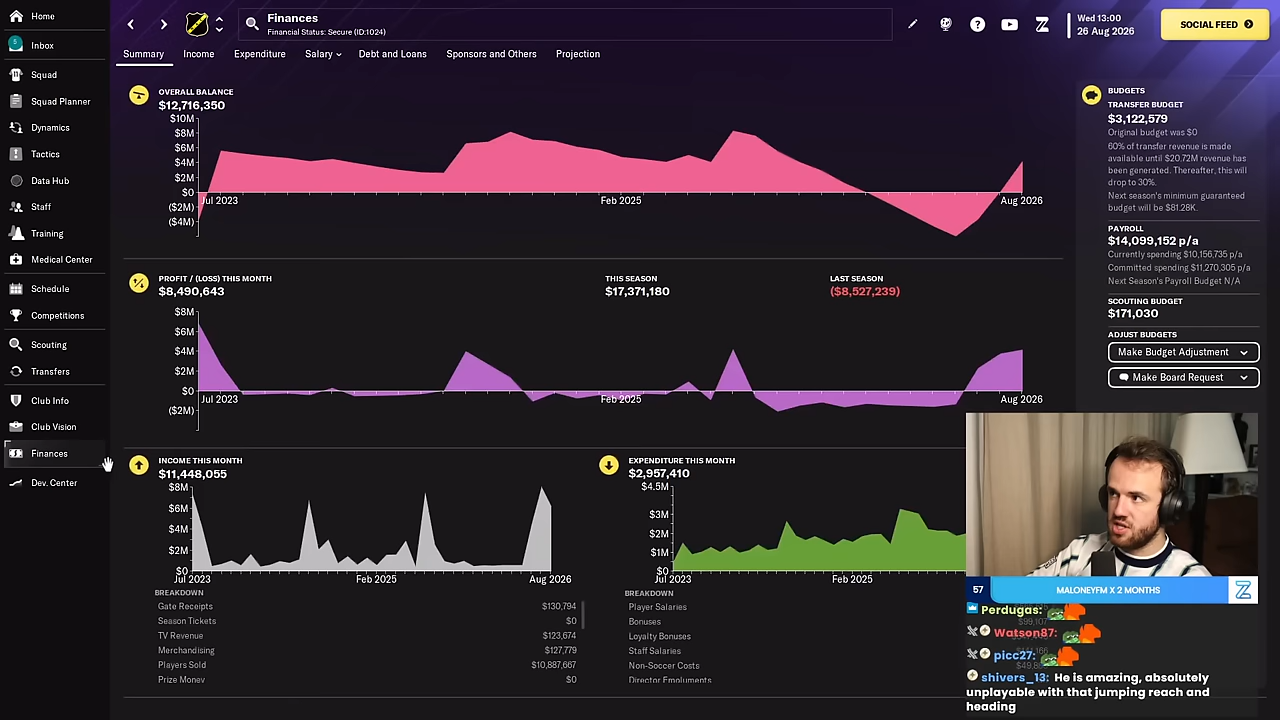 Home
Finances
Financial Status: Secure (ID:1024)
Wed 13:00
26 Aug 2026
SOCIAL FEED
5
Inbox
Squad
Squad Planner
Dynamics
Tactics
Data Hub
Staff
Training
Medical Center
Schedule
Competitions
Scouting
Transfers
Club Info
Club Vision
Finances
Dev. Center
Summary
Income
Expenditure
Salary
Debt and Loans
Sponsors and Others
Projection
OVERALL BALANCE
$12,716,350
$10M
$8M
$6M
$4M
$2M
$0
($2M)
($4M)
Jul 2023
Feb 2025
Aug 2026
PROFIT / (LOSS) THIS MONTH
$8,490,643
THIS SEASON
$17,371,180
LAST SEASON
($8,527,239)
$8M
$6M
$4M
$2M
$0
($2M)
Jul 2023
Feb 2025
Aug 2026
INCOME THIS MONTH
$11,448,055
$8M
$6M
$4M
$2M
$0
Jul 2023
Feb 2025
Aug 2026
BREAKDOWN
Gate Receipts $130,794
Season Tickets $0
TV Revenue $123,674
Merchandising $127,779
Players Sold $10,887,667
Prize Money $0
EXPENDITURE THIS MONTH
$2,957,410
$4.5M
$3M
$2M
$1M
$0
Jul 2023
Feb 2025
BREAKDOWN
Player Salaries
Bonuses
Loyalty Bonuses
Staff Salaries
Non-Soccer Costs
Director Emoluments
BUDGETS
TRANSFER BUDGET
$3,122,579
Original budget was $0
60% of transfer revenue is made
available until $20.72M revenue has
been generated. Thereafter, this will
drop to 30%.
Next season's minimum guaranteed
budget will be $81.28K.
PAYROLL
$14,099,152 p/a
Currently spending $10,156,735 p/a
Committed spending $11,270,305 p/a
Next Season's Payroll Budget N/A
SCOUTING BUDGET
$171,030
ADJUST BUDGETS
Make Budget Adjustment
Make Board Request
57
MALONEYFM X 2 MONTHS
Perdugas:
Watson87:
picc27:
shivers_13: He is amazing, absolutely
unplayable with that jumping reach and
heading